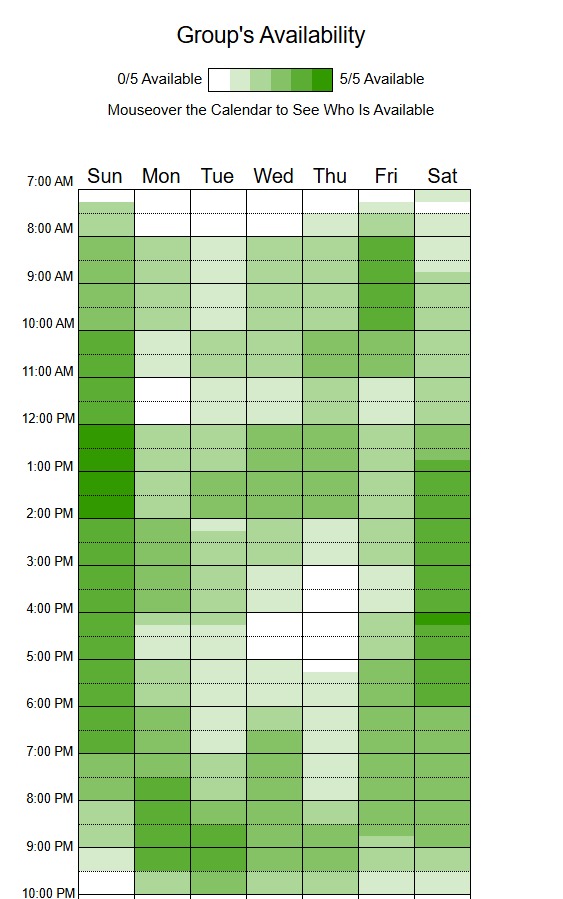 Group's Availability
0/5 Available 5/5 Available
Mouseover the Calendar to See Who Is Available
Sun Mon Tue Wed Thu Fri Sat
7:00 AM
8:00 AM
9:00 AM
10:00 AM
11:00 AM
12:00 PM
1:00 PM
2:00 PM
3:00 PM
4:00 PM
5:00 PM
6:00 PM
7:00 PM
8:00 PM
9:00 PM
10:00 PM